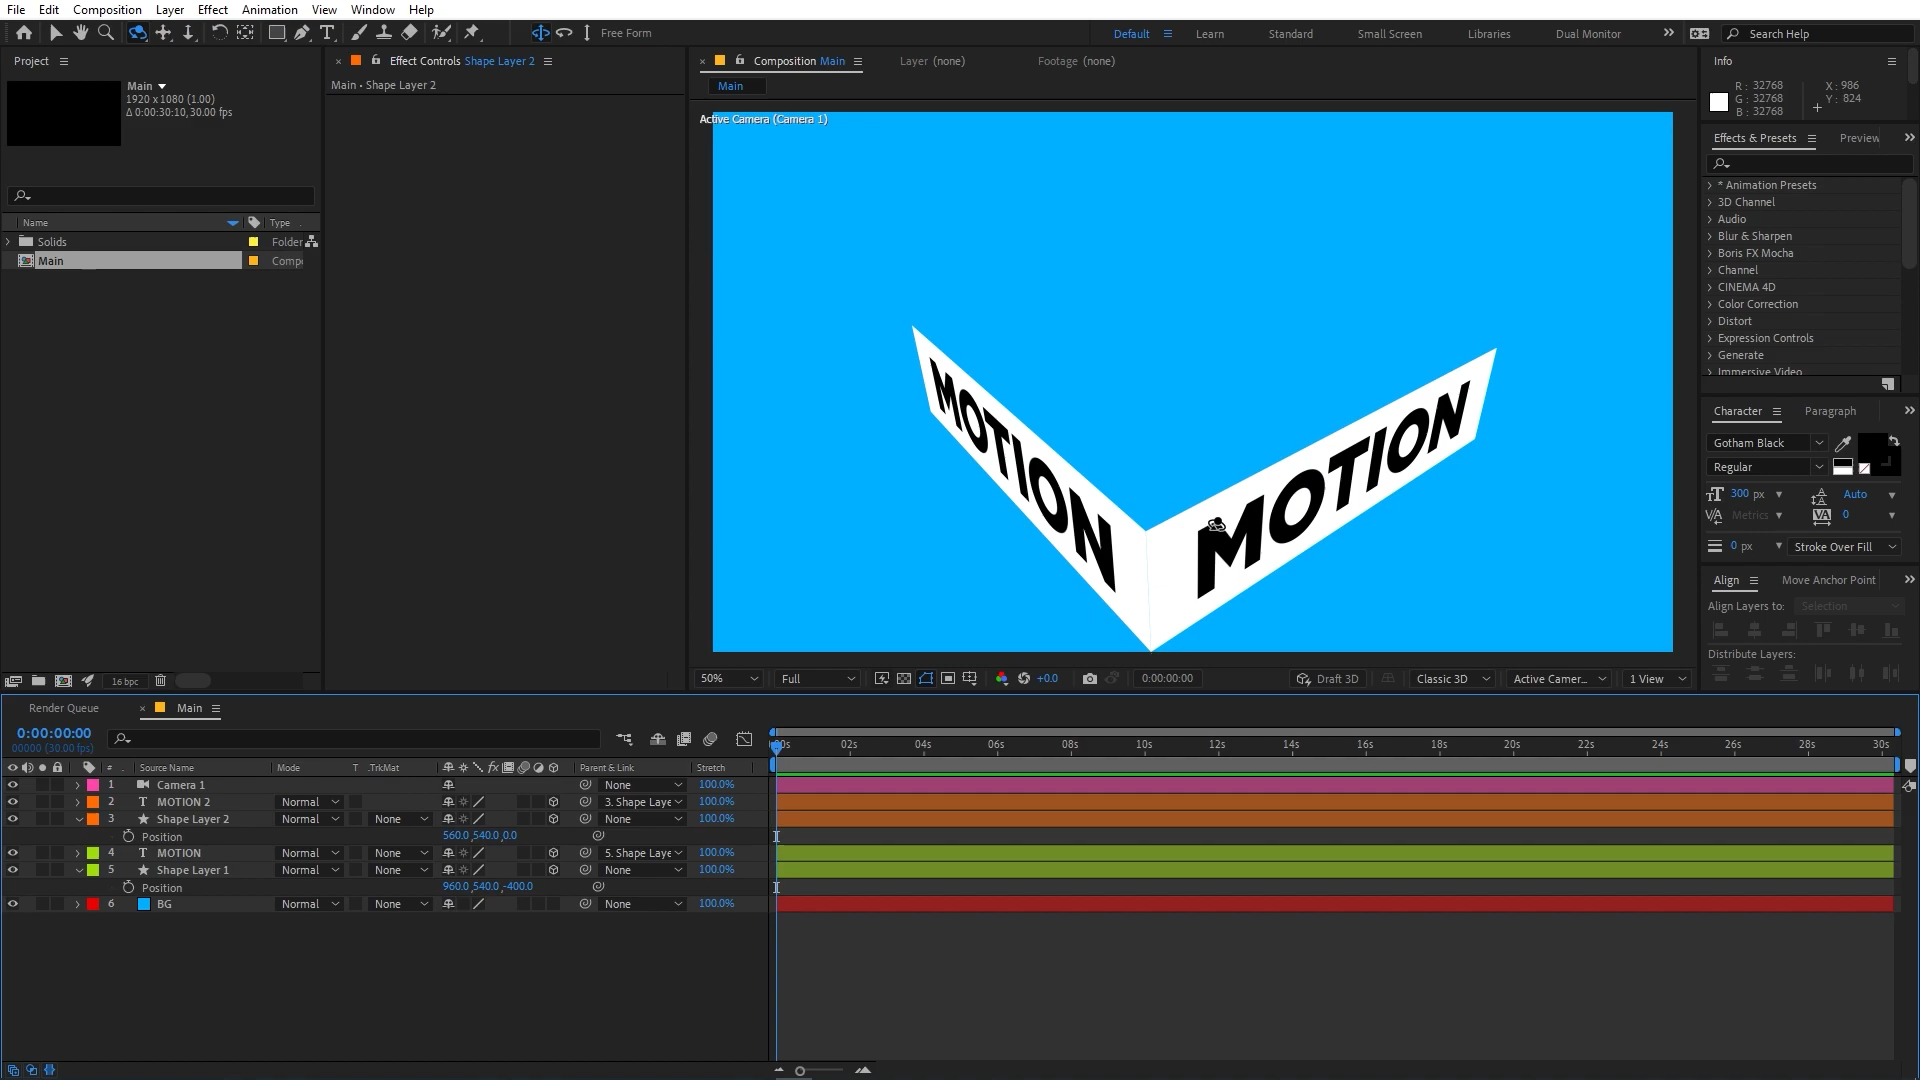 File Edit Composition Layer Effect Animation View Window Help
Free Form
Default Learn Standard Small Screen Libraries Dual Monitor Search Help
Project
Main
1920 x 1080 (1.00)
Δ 0:00:30:10, 30.00 fps
Name Type
Solids Folder
Main Comp
16 bpc
Effect Controls Shape Layer 2
Main • Shape Layer 2
Composition Main Layer (none) Footage (none)
Main
Active Camera (Camera 1)
MOTION MOTION
50% Full +0.0 0:00:00:00 Draft 3D Classic 3D Active Camer... 1 View
Info
R: 32768 X: 986
G: 32768 Y: 824
B: 32768
Effects & Presets Preview
* Animation Presets
3D Channel
Audio
Blur & Sharpen
Boris FX Mocha
Channel
CINEMA 4D
Color Correction
Distort
Expression Controls
Generate
Immersive Video
Character Paragraph
Gotham Black
Regular
300 px Auto
Metrics 0
0 px Stroke Over Fill
Align Move Anchor Point
Align Layers to: Selection
Distribute Layers:
Render Queue Main
0:00:00:00
00000 (30.00 fps)
:00s 02s 04s 06s 08s 10s 12s 14s 16s 18s 20s 22s 24s 26s 28s 30s
# Source Name Mode T .TrkMat Parent & Link Stretch
1 Camera 1 None 100.0%
2 MOTION 2 Normal 3. Shape Laye 100.0%
3 Shape Layer 2 Normal None None 100.0%
Position 560.0,540.0,0.0
4 MOTION Normal None 5. Shape Laye 100.0%
5 Shape Layer 1 Normal None None 100.0%
Position 960.0,540.0,-400.0
6 BG Normal None None 100.0%